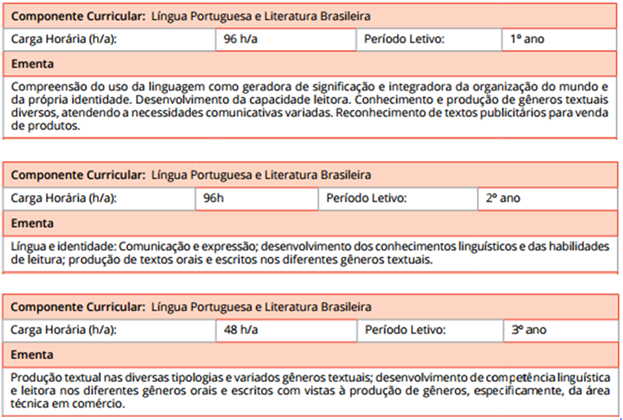 Componente Curricular: Língua Portuguesa e Literatura Brasileira
Carga Horária (h/a): 96 h/a Período Letivo: 1º ano
Ementa
Compreensão do uso da linguagem como geradora de significação e integradora da organização do mundo e
da própria identidade. Desenvolvimento da capacidade leitora. Conhecimento e produção de gêneros textuais
diversos, atendendo a necessidades comunicativas variadas. Reconhecimento de textos publicitários para venda
de produtos.
Componente Curricular: Língua Portuguesa e Literatura Brasileira
Carga Horária (h/a): 96h Período Letivo: 2º ano
Ementa
Língua e identidade: Comunicação e expressão; desenvolvimento dos conhecimentos linguísticos e das habilidades
de leitura; produção de textos orais e escritos nos diferentes gêneros textuais.
Componente Curricular: Língua Portuguesa e Literatura Brasileira
Carga Horária (h/a): 48 h/a Período Letivo: 3º ano
Ementa
Produção textual nas diversas tipologias e variados gêneros textuais; desenvolvimento de competência linguística
e leitora nos diferentes gêneros orais e escritos com vistas à produção de gêneros, especificamente, da área
técnica em comércio.